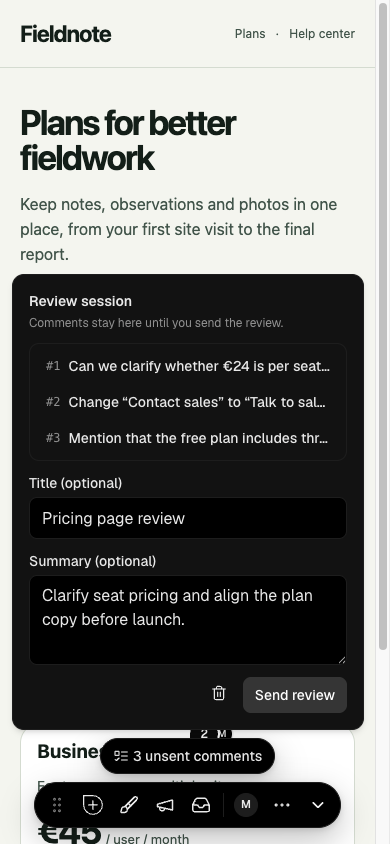 Fieldnote
Plans · Help center
Plans for better
fieldwork
Keep notes, observations and photos in one
place, from your first site visit to the final
report.
Review session
Comments stay here until you send the review.
#1 Can we clarify whether €24 is per seat...
#2 Change “Contact sales” to “Talk to sal...
#3 Mention that the free plan includes thr...
Title (optional)
Pricing page review
Summary (optional)
Clarify seat pricing and align the plan
copy before launch.
Send review
2 M
Busines
3 unsent comments
M
€45 / user / month